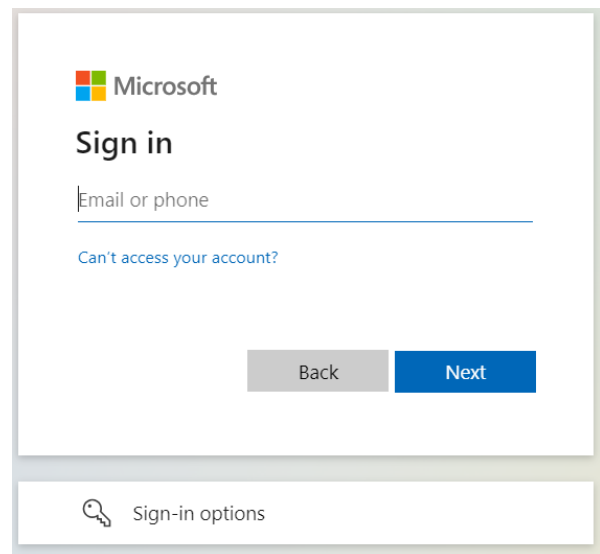 Microsoft
Sign in
Email or phone
Can't access your account?
Back
Next
Sign-in options